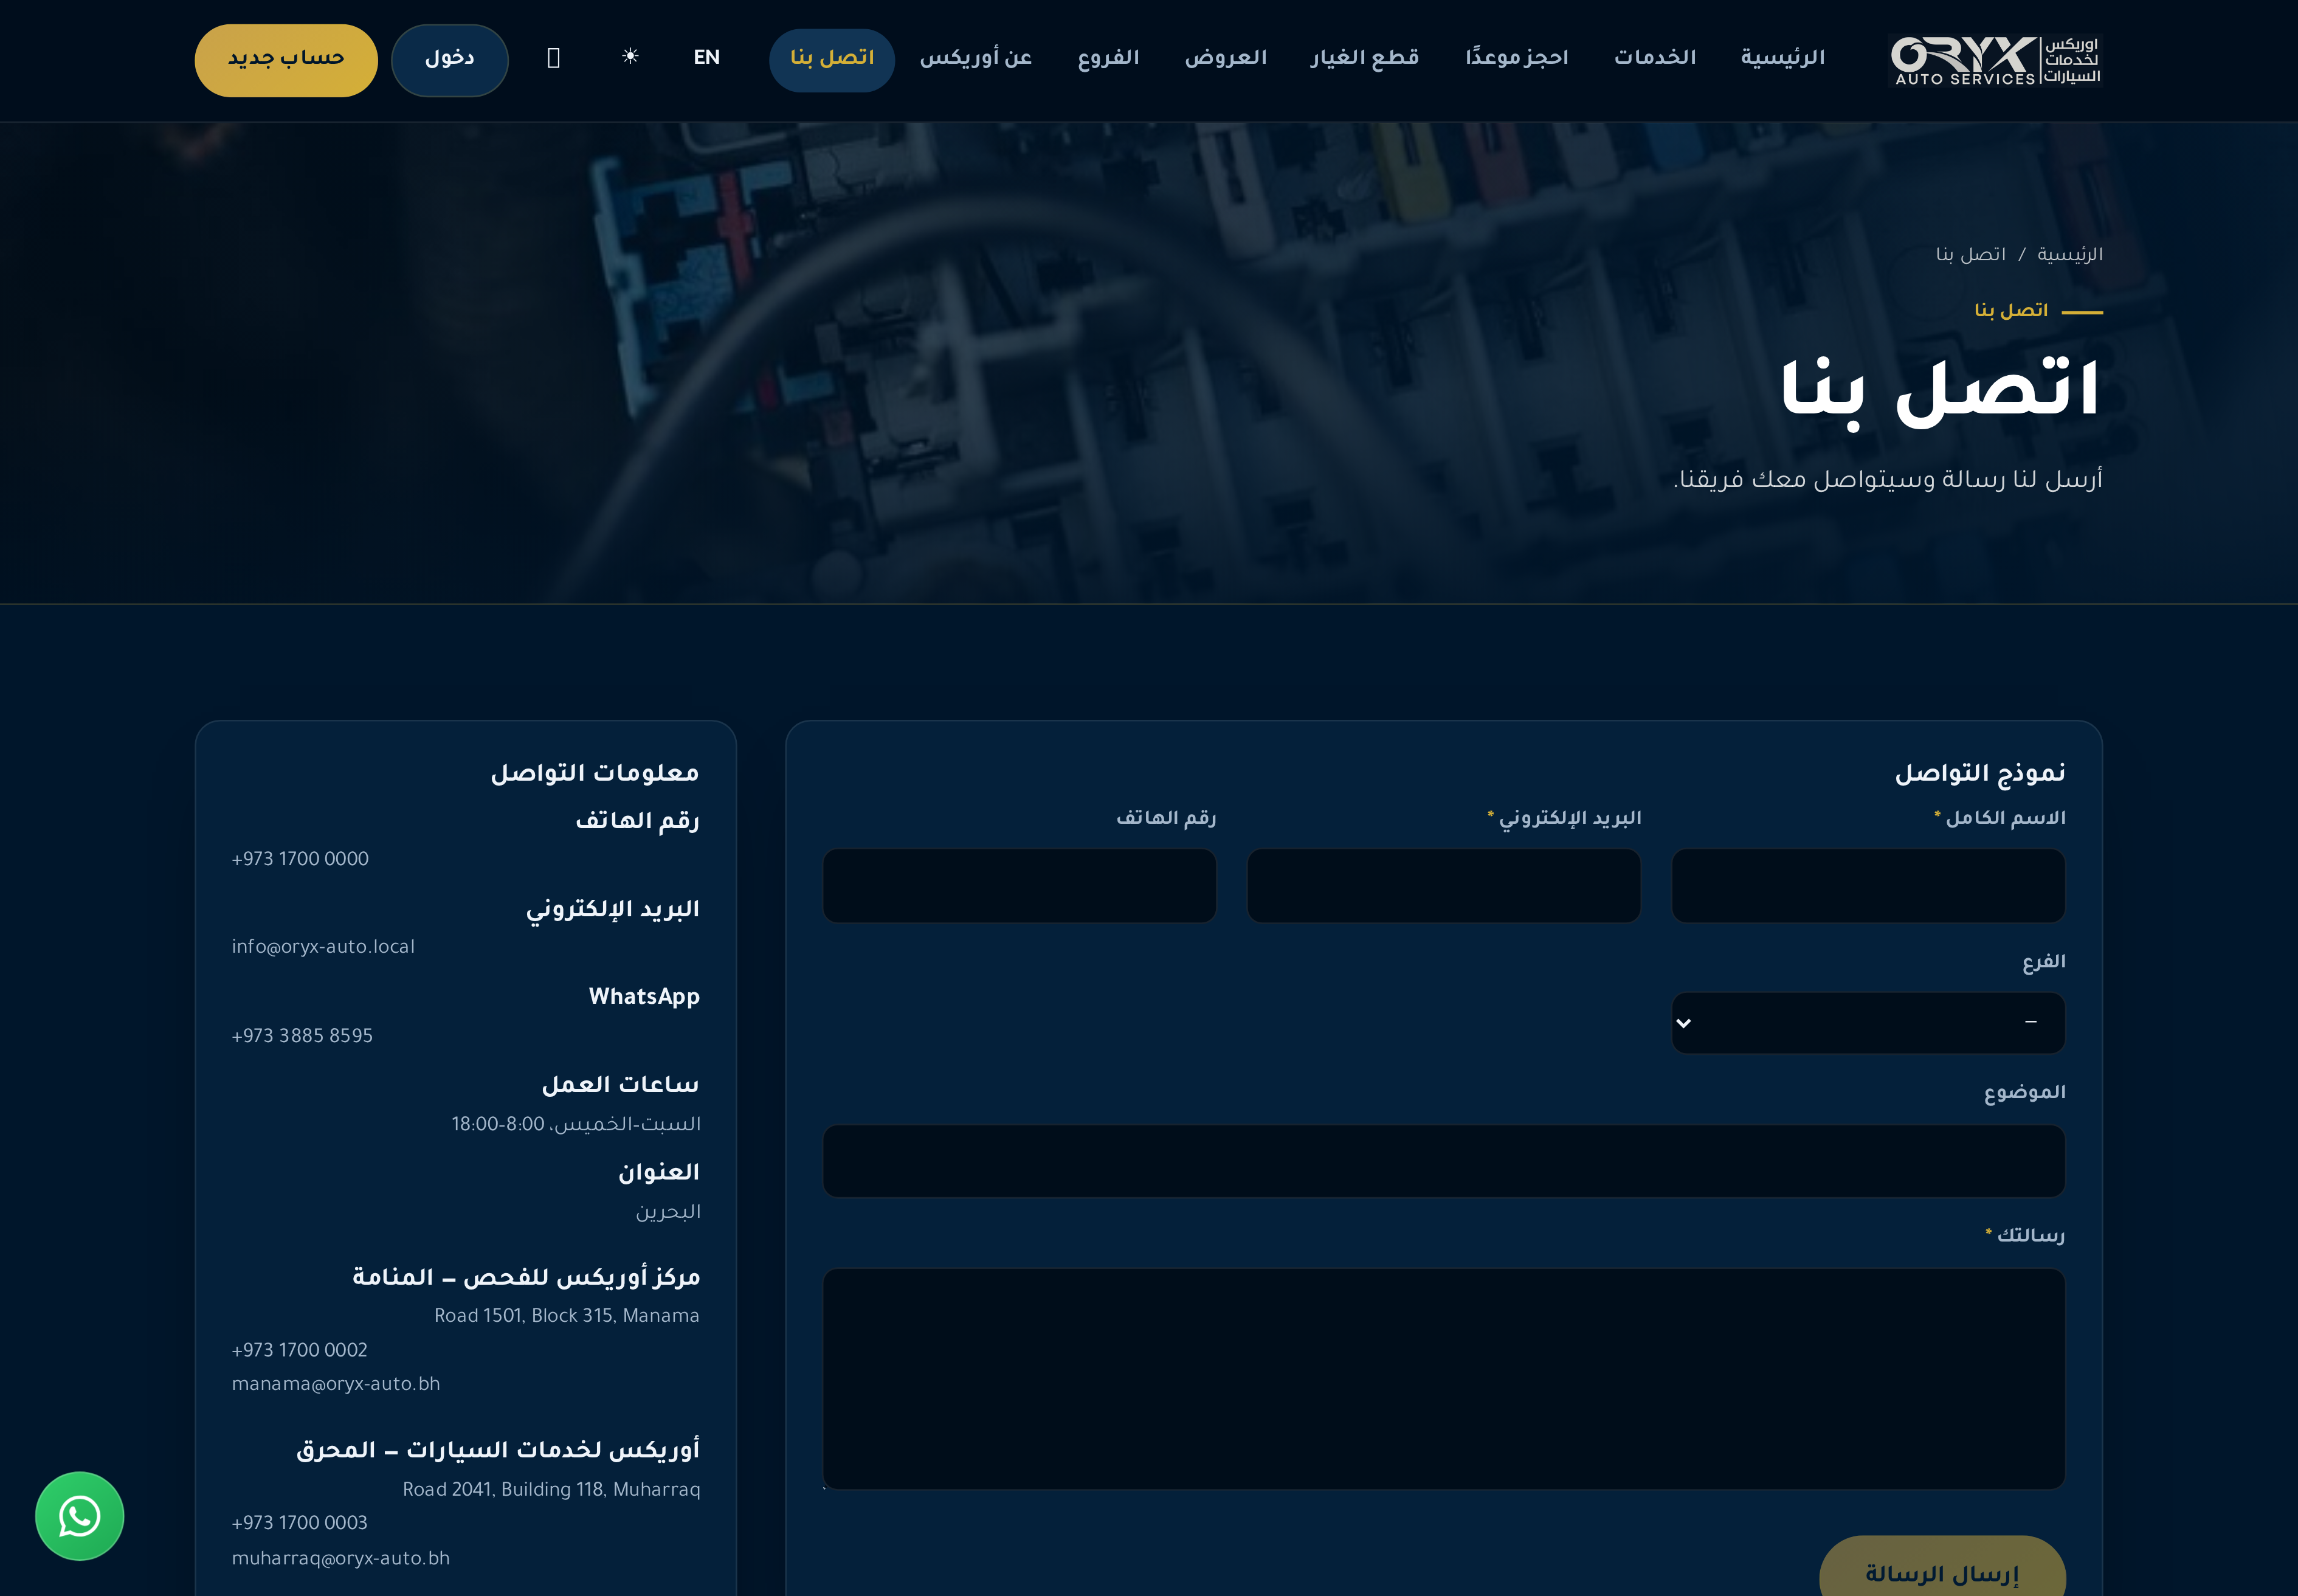 ORYX
AUTO SERVICES
اوريكس
لخدمات
السيارات
الرئيسية
الخدمات
احجز موعدًا
قطع الغيار
العروض
الفروع
عن أوريكس
اتصل بنا
EN
دخول
حساب جديد
الرئيسية / اتصل بنا
اتصل بنا
اتصل بنا
أرسل لنا رسالة وسيتواصل معك فريقنا.
نموذج التواصل
الاسم الكامل *
البريد الإلكتروني *
رقم الهاتف
الفرع
—
الموضوع
رسالتك *
إرسال الرسالة
معلومات التواصل
رقم الهاتف
+973 1700 0000
البريد الإلكتروني
info@oryx-auto.local
WhatsApp
+973 3885 8595
ساعات العمل
السبت-الخميس، 8:00-18:00
العنوان
البحرين
مركز أوريكس للفحص — المنامة
Road 1501, Block 315, Manama
+973 1700 0002
manama@oryx-auto.bh
أوريكس لخدمات السيارات — المحرق
Road 2041, Building 118, Muharraq
+973 1700 0003
muharraq@oryx-auto.bh